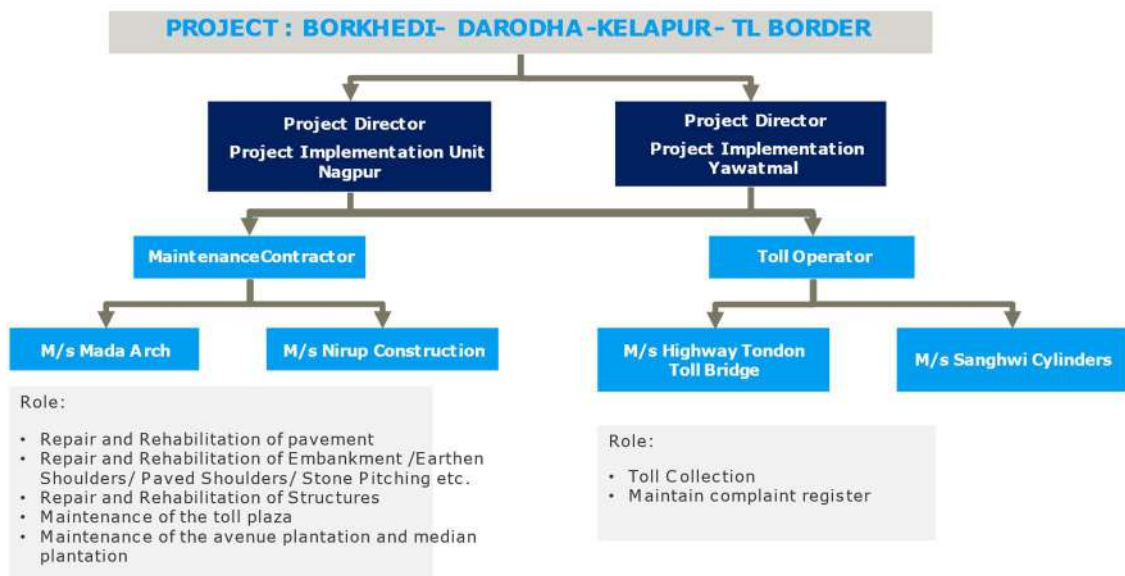 PROJECT : BORKHEDI- DARODHA-KELAPUR- TL BORDER
Project Director
Project Implementation Unit
Nagpur
Project Director
Project Implementation
Yawatmal
MaintenanceContractor
Toll Operator
M/s Mada Arch
M/s Nirup Construction
M/s Highway Tondon
Toll Bridge
M/s Sanghwi Cylinders
Role:
• Repair and Rehabilitation of pavement
• Repair and Rehabilitation of Embankment /Earthen
Shoulders/ Paved Shoulders/ Stone Pitching etc.
• Repair and Rehabilitation of Structures
• Maintenance of the toll plaza
• Maintenance of the avenue plantation and median
plantation
Role:
• Toll Collection
• Maintain complaint register